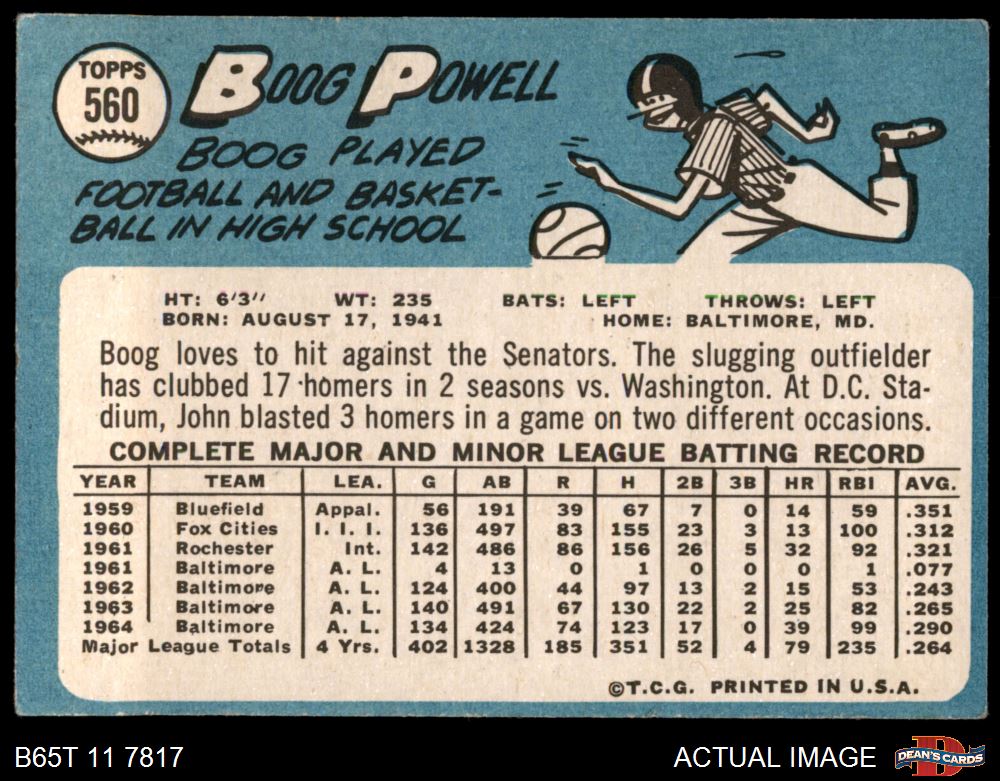 TOPPS
560
BOOG POWELL
BOOG PLAYED
FOOTBALL AND BASKET-
BALL IN HIGH SCHOOL
HT: 6'3" WT: 235 BATS: LEFT THROWS: LEFT
BORN: AUGUST 17, 1941 HOME: BALTIMORE, MD.
Boog loves to hit against the Senators. The slugging outfielder
has clubbed 17 homers in 2 seasons vs. Washington. At D.C. Sta-
dium, John blasted 3 homers in a game on two different occasions.
COMPLETE MAJOR AND MINOR LEAGUE BATTING RECORD
YEAR TEAM LEA. G AB R H 2B 3B HR RBI AVG.
1959 Bluefield Appal. 56 191 39 67 7 0 14 59 .351
1960 Fox Cities I. I. I. 136 497 83 155 23 3 13 100 .312
1961 Rochester Int. 142 486 86 156 26 5 32 92 .321
1961 Baltimore A. L. 4 13 0 1 0 0 0 1 .077
1962 Baltimore A. L. 124 400 44 97 13 2 15 53 .243
1963 Baltimore A. L. 140 491 67 130 22 2 25 82 .265
1964 Baltimore A. L. 134 424 74 123 17 0 39 99 .290
Major League Totals 4 Yrs. 402 1328 185 351 52 4 79 235 .264
©T.C.G. PRINTED IN U.S.A.
B65T 11 7817 ACTUAL IMAGE DEAN'S CARDS